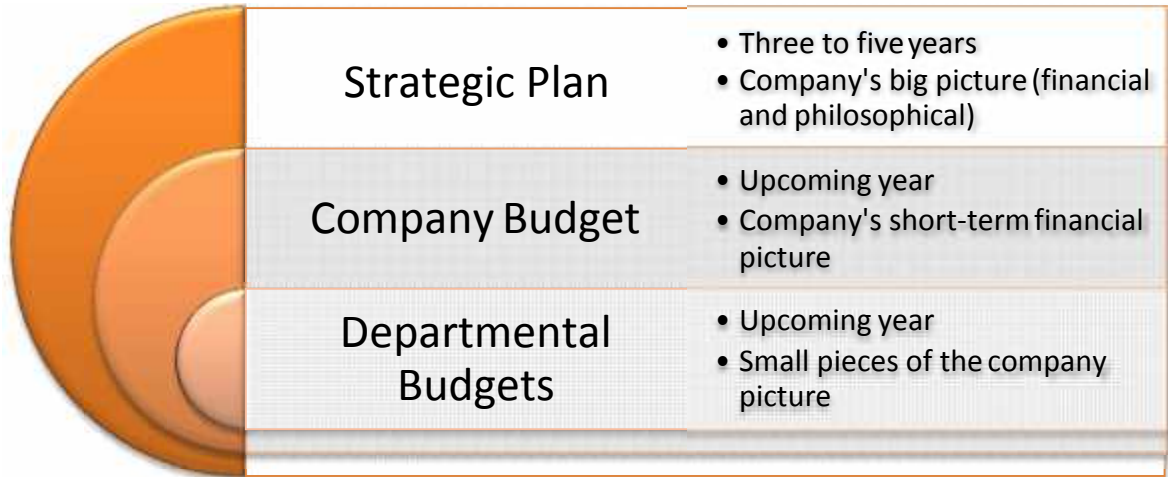 Strategic Plan
• Three to five years
• Company's big picture (financial
and philosophical)
Company Budget
• Upcoming year
• Company's short-term financial
picture
Departmental
Budgets
• Upcoming year
• Small pieces of the company
picture